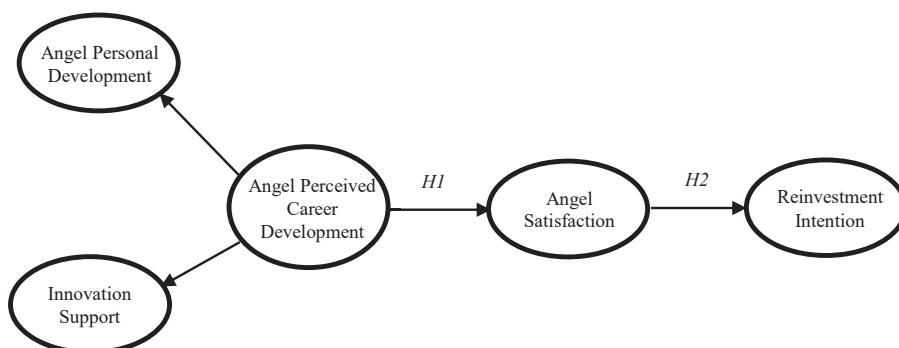 Angel Personal
Development
Angel Perceived
Career
Development
H1
Angel
Satisfaction
H2
Reinvestment
Intention
Innovation
Support